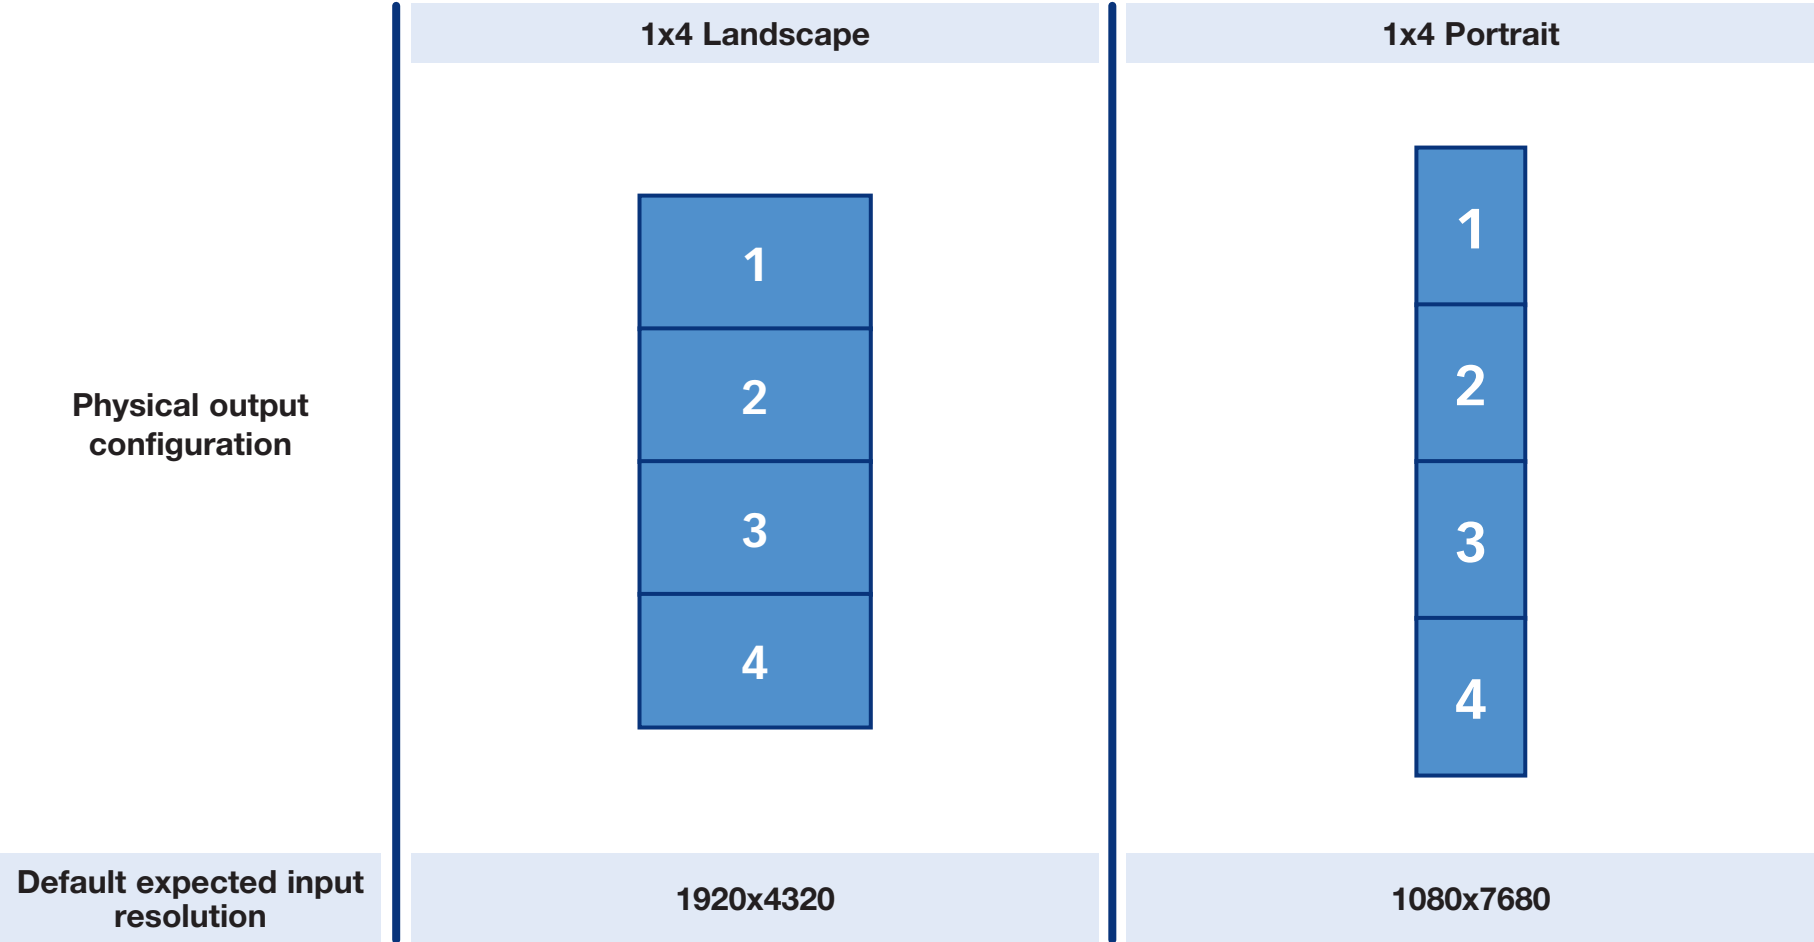 1x4 Landscape
1x4 Portrait
Physical output
configuration
1
2
3
4
1
2
3
4
Default expected input
resolution
1920x4320
1080x7680